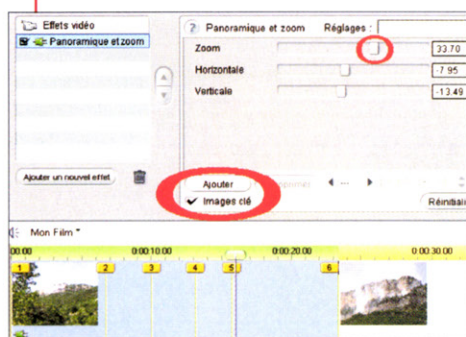 Effets vidéo
Panoramique et zoom
Ajouter un nouvel effet
? Panoramique et zoom Réglages :
Zoom 33.70
Horizontale -7.95
Verticale -13.49
Ajouter
Images clé
Mon Film *
00:00 0:00:10.00 0:00:20.00 0:00:30.00
1 2 3 4 5 6